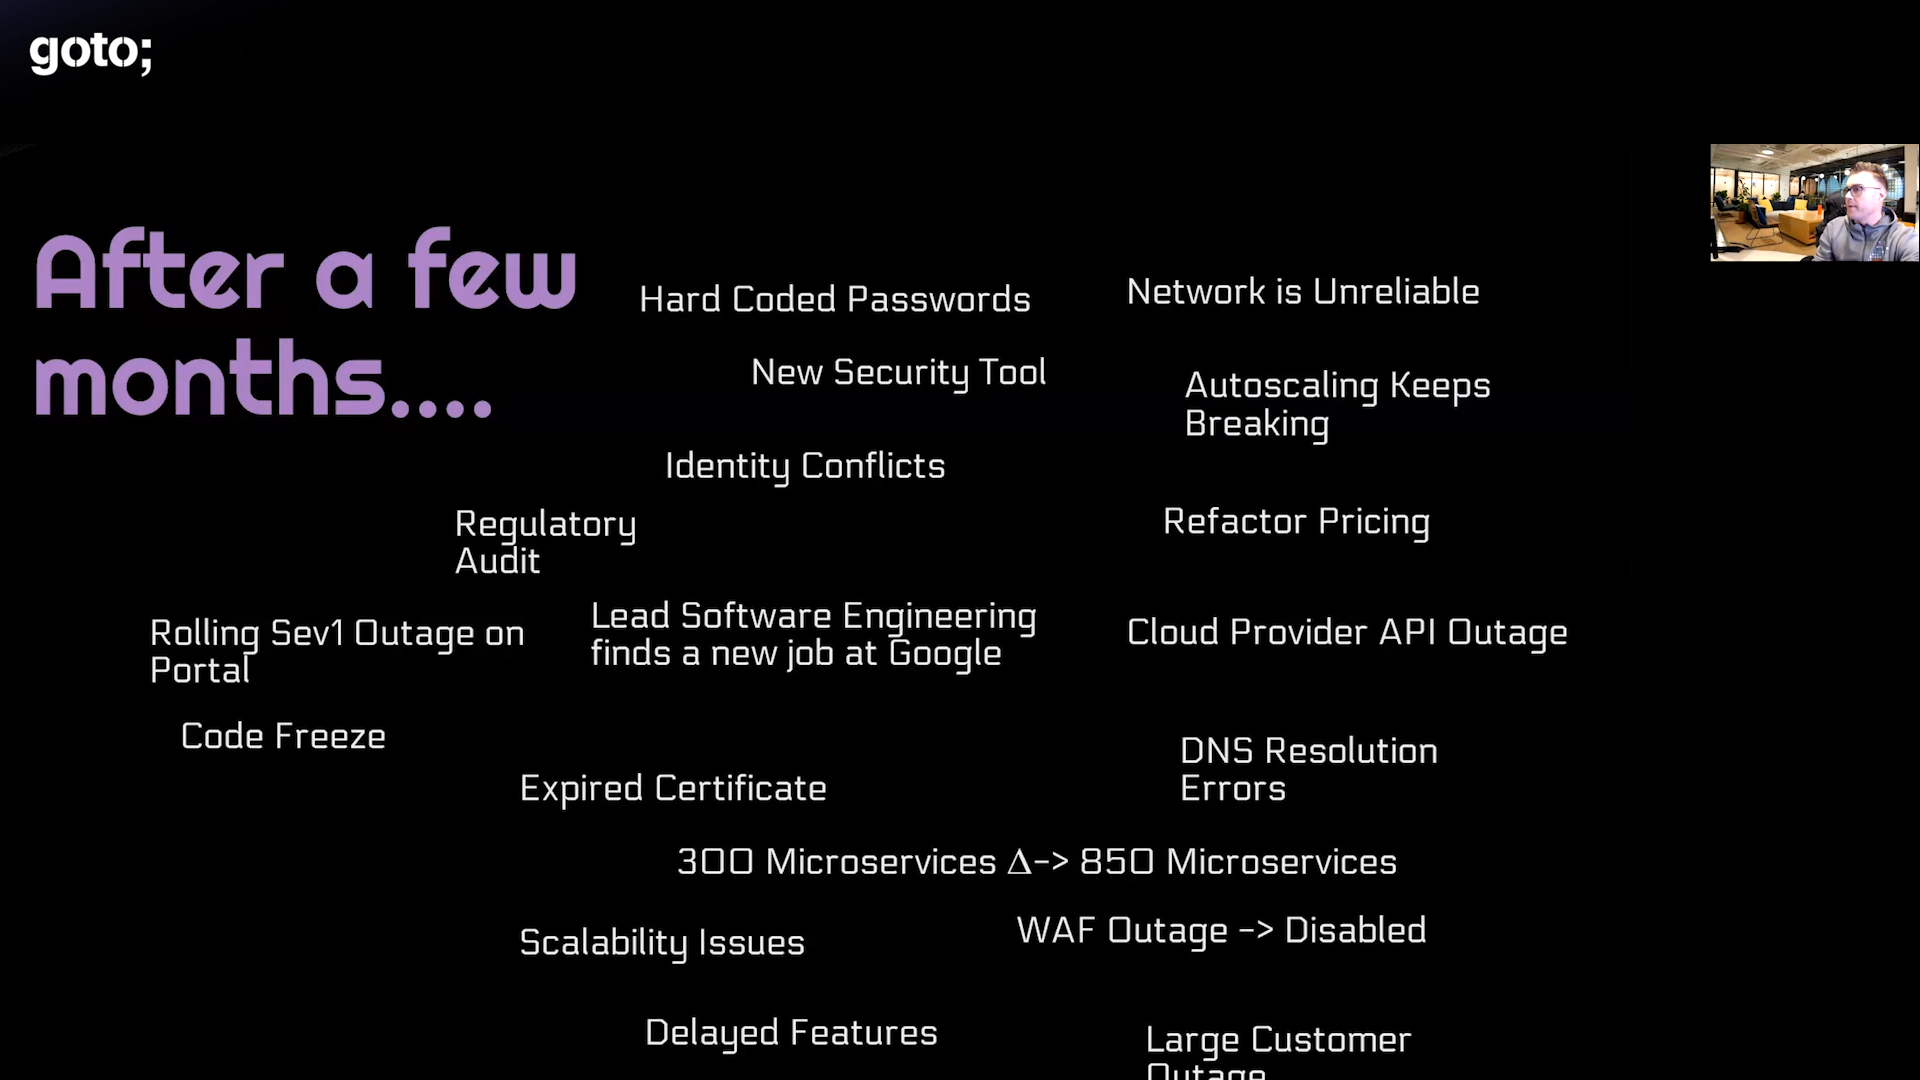 goto;
After a few
months....
Hard Coded Passwords
Network is Unreliable
New Security Tool
Autoscaling Keeps
Breaking
Identity Conflicts
Regulatory
Audit
Refactor Pricing
Rolling Sev1 Outage on
Portal
Lead Software Engineering
finds a new job at Google
Cloud Provider API Outage
Code Freeze
DNS Resolution
Errors
Expired Certificate
300 Microservices Δ-> 850 Microservices
WAF Outage -> Disabled
Scalability Issues
Delayed Features
Large Customer
Outage